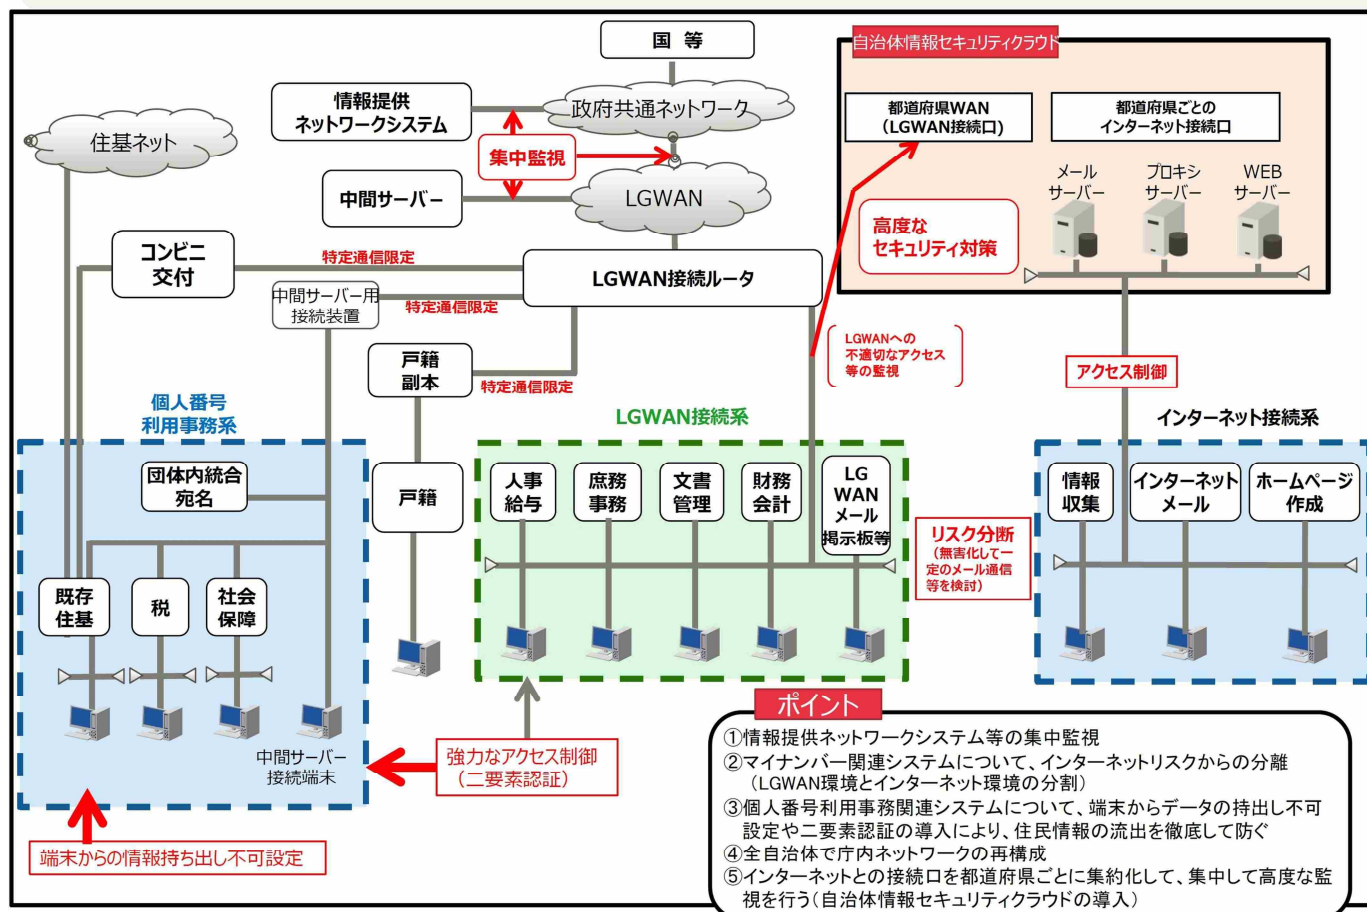 国 等
自治体情報セキュリティクラウド
情報提供
ネットワークシステム
政府共通ネットワーク
都道府県WAN
(LGWAN接続口)
都道府県ごとの
インターネット接続口
住基ネット
集中監視
メール
サーバー
プロキシ
サーバー
WEB
サーバー
中間サーバー
LGWAN
高度な
セキュリティ対策
コンビニ
交付
特定通信限定
LGWAN接続ルータ
中間サーバー用
接続装置
特定通信限定
LGWANへの
不適切なアクセス
等の監視
戸籍
副本
特定通信限定
アクセス制御
個人番号
利用事務系
LGWAN接続系
インターネット接続系
団体内統合
宛名
戸籍
人事
給与
庶務
事務
文書
管理
財務
会計
LG
WAN
メール
掲示板等
情報
収集
インターネット
メール
ホームページ
作成
リスク分断
(無害化して一
定のメール通信
等を検討)
既存
住基
税
社会
保障
中間サーバー
接続端末
強力なアクセス制御
(二要素認証)
端末からの情報持ち出し不可設定
ポイント
①情報提供ネットワークシステム等の集中監視
②マイナンバー関連システムについて、インターネットリスクからの分離
(LGWAN環境とインターネット環境の分割)
③個人番号利用事務関連システムについて、端末からデータの持出し不可
設定や二要素認証の導入により、住民情報の流出を徹底して防ぐ
④全自治体で庁内ネットワークの再構成
⑤インターネットとの接続口を都道府県ごとに集約化して、集中して高度な監
視を行う(自治体情報セキュリティクラウドの導入)